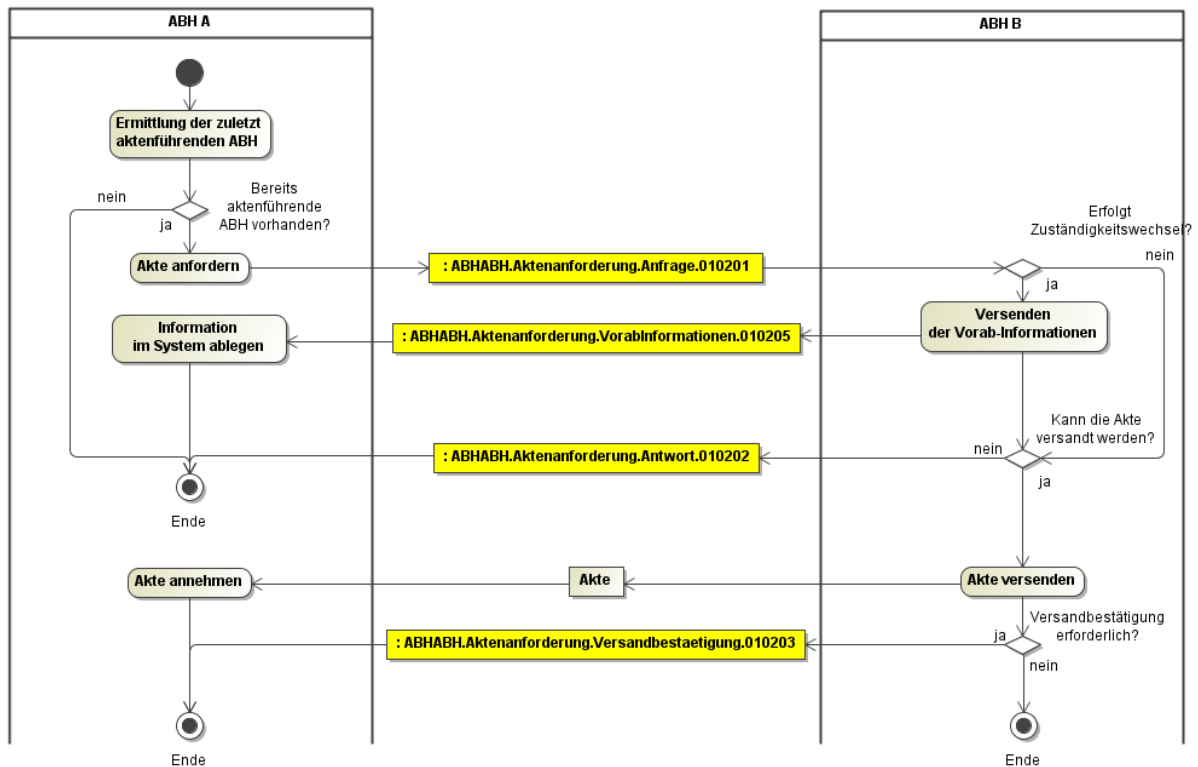 ABH A
ABH B
Ermittlung der zuletzt
aktenführenden ABH
nein
Bereits
aktenführende
ABH vorhanden?
ja
Erfolgt
Zuständigkeitswechsel?
nein
Akte anfordern
: ABHABH.Aktenanforderung.Anfrage.010201
ja
Information
im System ablegen
: ABHABH.Aktenanforderung.VorabInformationen.010205
Versenden
der Vorab-Informationen
Kann die Akte
versandt werden?
: ABHABH.Aktenanforderung.Antwort.010202
nein
ja
Ende
Akte annehmen
Akte
Akte versenden
Versandbestätigung
erforderlich?
: ABHABH.Aktenanforderung.Versandbestaetigung.010203
ja
nein
Ende
Ende